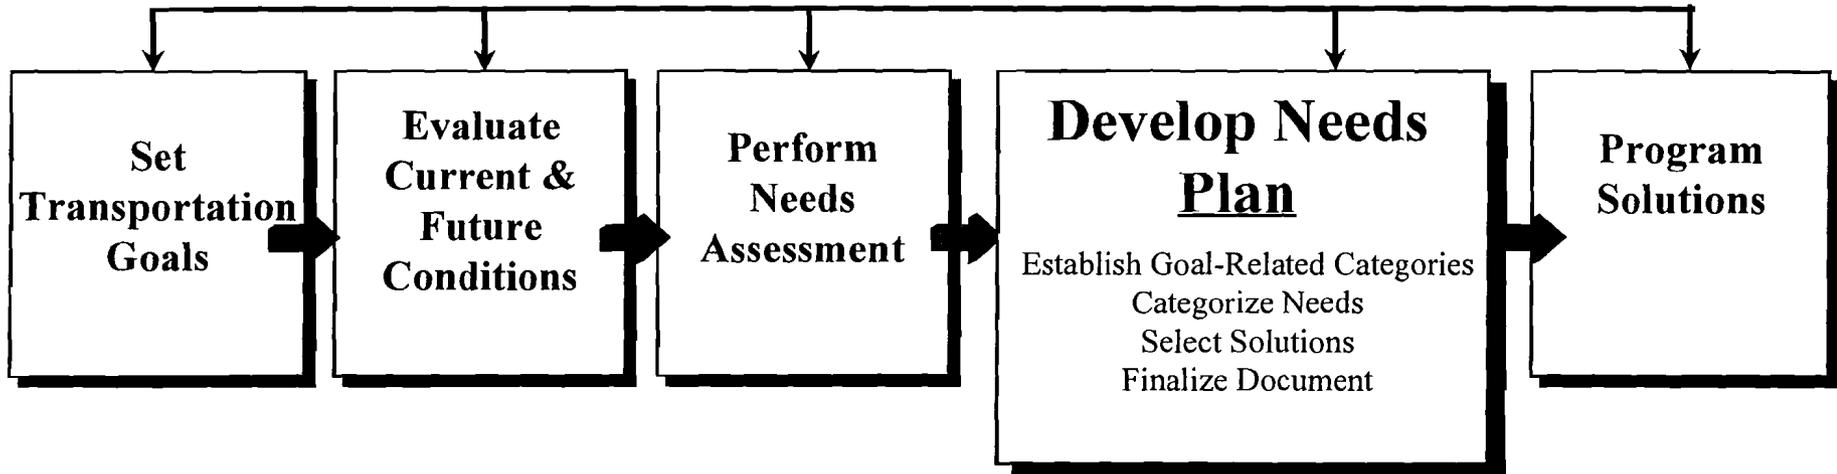 Set
Transportation
Goals
Evaluate
Current &
Future
Conditions
Perform
Needs
Assessment
Develop Needs
Plan
Establish Goal-Related Categories
Categorize Needs
Select Solutions
Finalize Document
Program
Solutions